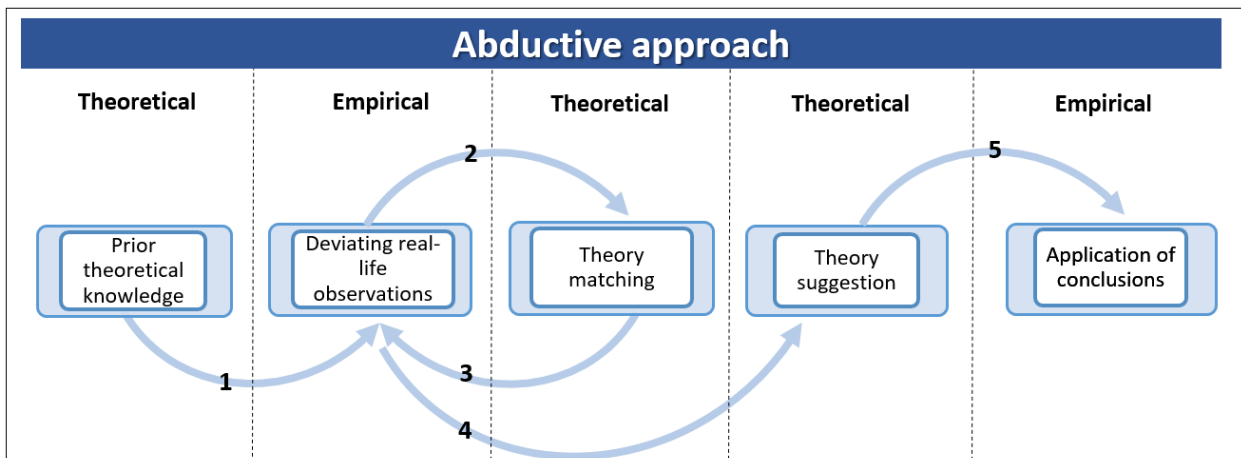 Abductive approach
Theoretical
Empirical
Theoretical
Theoretical
Empirical
2
5
Prior
theoretical
knowledge
Deviating real-
life
observations
Theory
matching
Theory
suggestion
Application of
conclusions
1
3
4